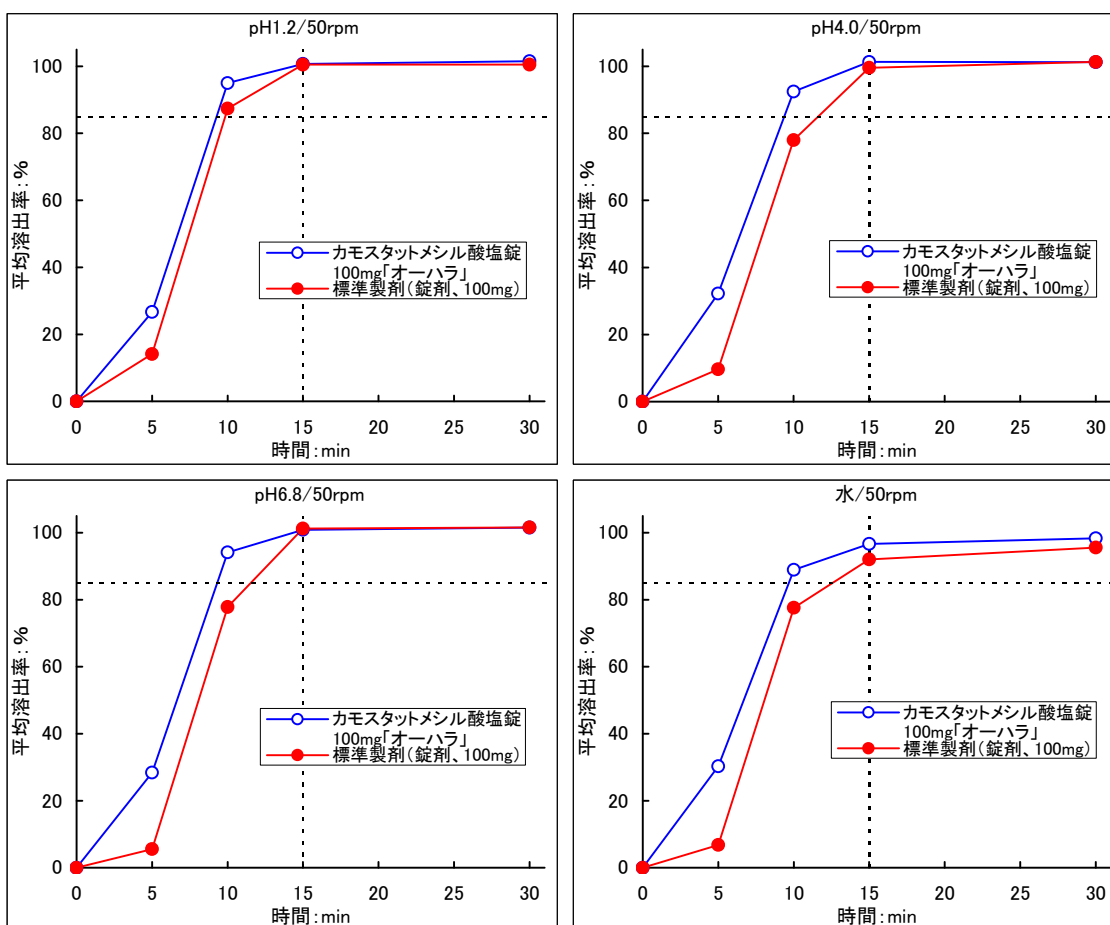 pH1.2/50rpm
平均溶出率:%
100
80
60
40
20
0
カモスタットメシル酸塩錠
100mg「オーハラ」
標準製剤(錠剤、100mg)
0 5 10 15 20 25 30
時間:min
pH4.0/50rpm
平均溶出率:%
100
80
60
40
20
0
カモスタットメシル酸塩錠
100mg「オーハラ」
標準製剤(錠剤、100mg)
0 5 10 15 20 25 30
時間:min
pH6.8/50rpm
平均溶出率:%
100
80
60
40
20
0
カモスタットメシル酸塩錠
100mg「オーハラ」
標準製剤(錠剤、100mg)
0 5 10 15 20 25 30
時間:min
水/50rpm
平均溶出率:%
100
80
60
40
20
0
カモスタットメシル酸塩錠
100mg「オーハラ」
標準製剤(錠剤、100mg)
0 5 10 15 20 25 30
時間:min